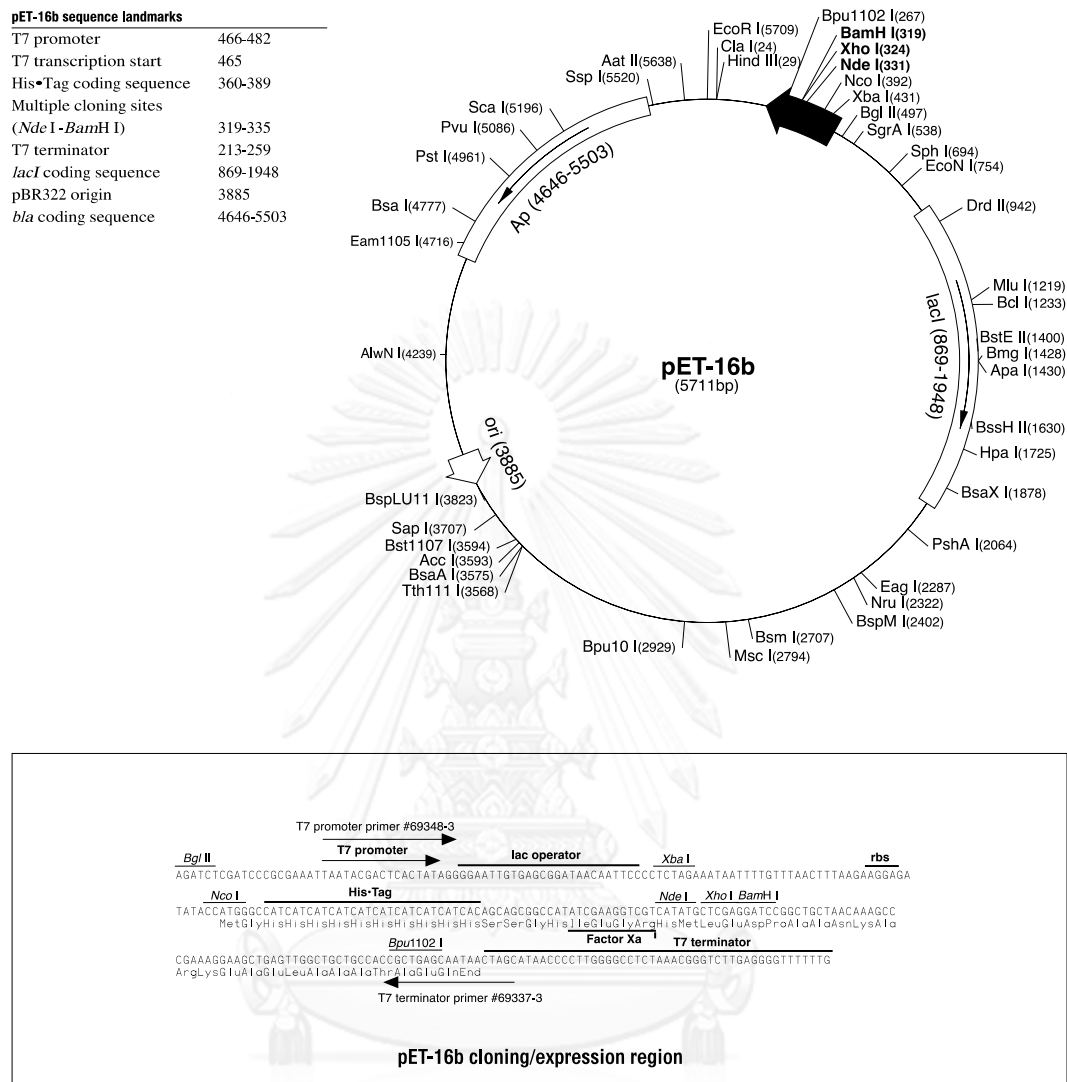 pET-16b sequence landmarks
T7 promoter 466-482
T7 transcription start 465
His•Tag coding sequence 360-389
Multiple cloning sites
(Nde I -BamH I) 319-335
T7 terminator 213-259
lacI coding sequence 869-1948
pBR322 origin 3885
bla coding sequence 4646-5503
EcoR I(5709)
Cla I(24)
Hind III(29)
Bpu1102 I(267)
BamH I(319)
Xho I(324)
Nde I(331)
Nco I(392)
Xba I(431)
Bgl II(497)
SgrA I(538)
Sph I(694)
EcoN I(754)
Drd II(942)
Mlu I(1219)
Bcl I(1233)
BstE II(1400)
Bmg I(1428)
Apa I(1430)
BssH II(1630)
Hpa I(1725)
BsaX I(1878)
PshA I(2064)
Eag I(2287)
Nru I(2322)
BspM I(2402)
Bsm I(2707)
Msc I(2794)
Bpu10 I(2929)
Tth111 I(3568)
BsaA I(3575)
Acc I(3593)
Bst1107 I(3594)
Sap I(3707)
BspLU11 I(3823)
AlwN I(4239)
Eam1105 I(4716)
Bsa I(4777)
Pst I(4961)
Pvu I(5086)
Sca I(5196)
Ssp I(5520)
Aat II(5638)
Ap (4646-5503)
lacI (869-1948)
ori (3885)
pET-16b
(5711bp)
T7 promoter primer #69348-3
Bgl II T7 promoter lac operator Xba I rbs
AGATCTCGATCCCGCGAAATTAATACGACTCACTATAGGGGAATTGTGAGCGGATAACAATTCCCCTCTAGAAATAATTTTGTTTAACTTTAAGAAGGAGA
Nco I His•Tag Nde I Xho I BamH I
TATACCATGGGCCATCATCATCATCATCATCATCATCATCACAGCAGCGGCCATATCGAAGGTCGTCATATGCTCGAGGATCCGGCTGCTAACAAAGCC
MetGlyHisHisHisHisHisHisHisHisHisHisSerSerGlyHisIleGluGlyArgHisMetLeuGluAspProAlaAlaAsnLysAla
Bpu1102 I Factor Xa T7 terminator
CGAAAGGAAGCTGAGTTGGCTGCTGCCACCGCTGAGCAATAACTAGCATAACCCCTTGGGGCCTCTAAACGGGTCTTGAGGGGTTTTTTG
ArgLysGluAlaGluLeuAlaAlaAlaThrAlaGluGlnEnd
T7 terminator primer #69337-3
pET-16b cloning/expression region